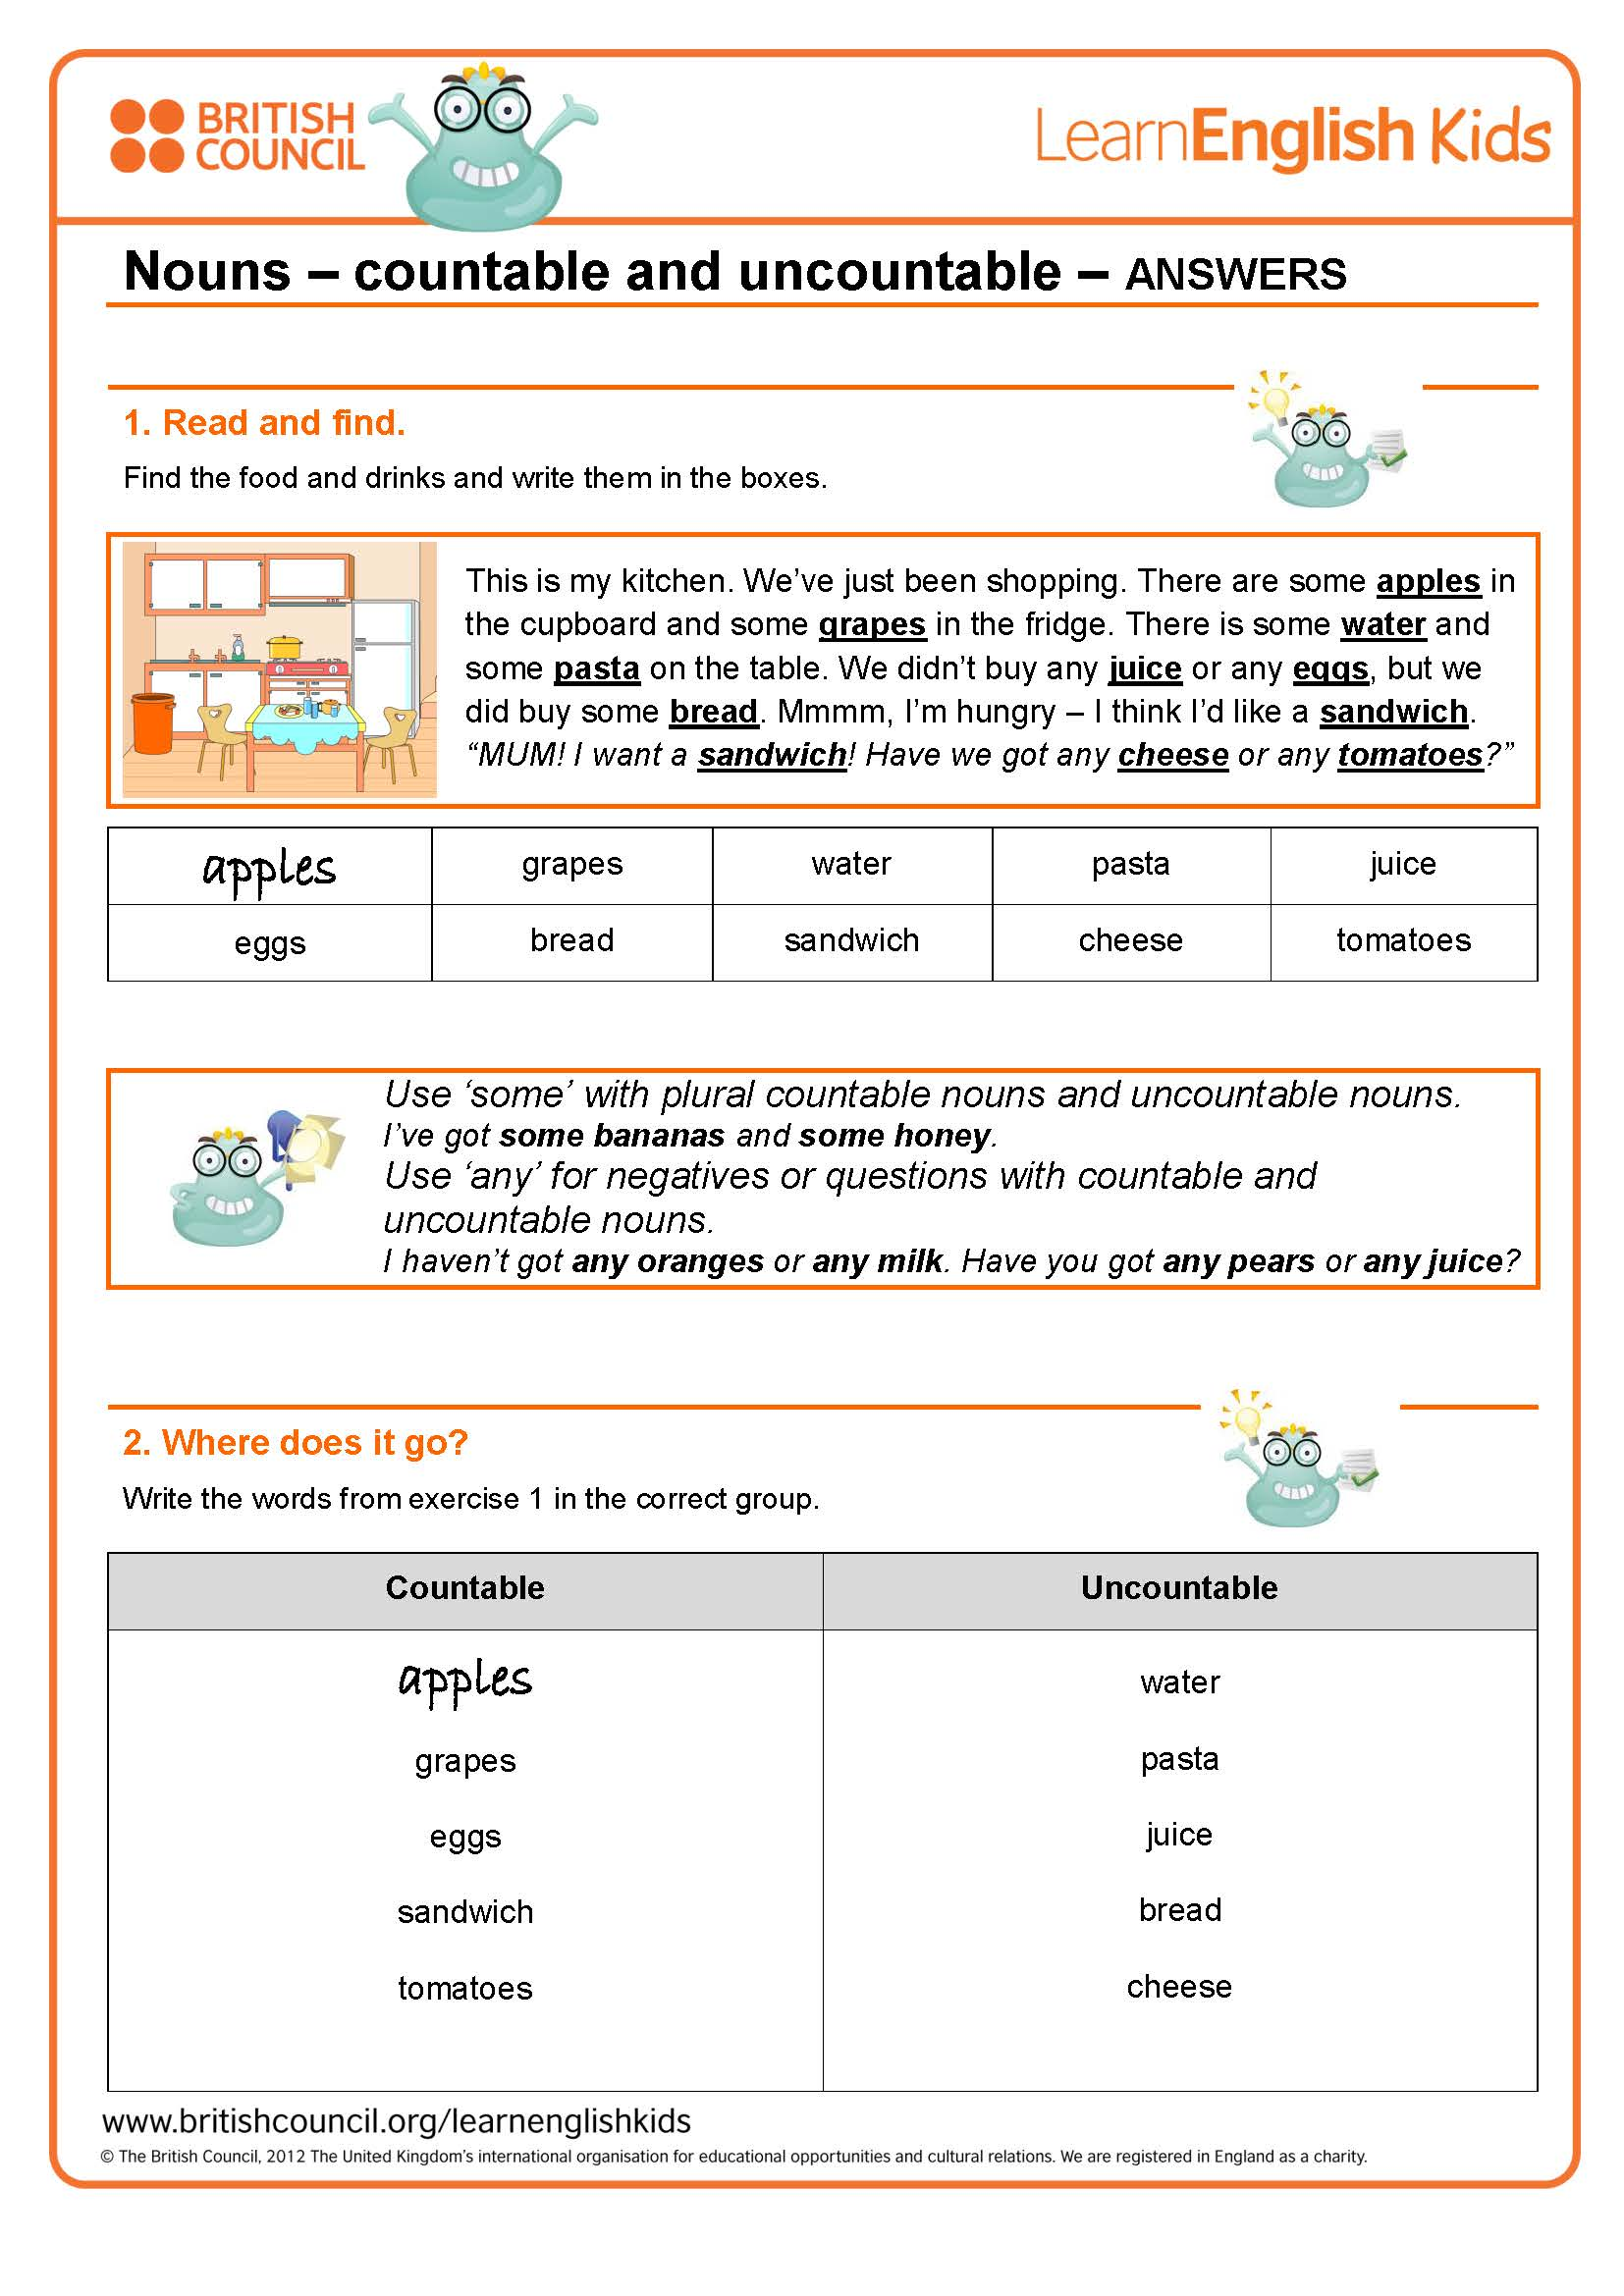 BRITISH
COUNCIL
LearnEnglish Kids
Nouns – countable and uncountable – ANSWERS
1. Read and find.
Find the food and drinks and write them in the boxes.
This is my kitchen. We’ve just been shopping. There are some apples in
the cupboard and some grapes in the fridge. There is some water and
some pasta on the table. We didn’t buy any juice or any eggs, but we
did buy some bread. Mmmm, I’m hungry – I think I’d like a sandwich.
“MUM! I want a sandwich! Have we got any cheese or any tomatoes?”
apples grapes water pasta juice
eggs bread sandwich cheese tomatoes
Use ‘some’ with plural countable nouns and uncountable nouns.
I’ve got some bananas and some honey.
Use ‘any’ for negatives or questions with countable and
uncountable nouns.
I haven’t got any oranges or any milk. Have you got any pears or any juice?
2. Where does it go?
Write the words from exercise 1 in the correct group.
Countable Uncountable
apples water
grapes pasta
eggs juice
sandwich bread
tomatoes cheese
www.britishcouncil.org/learnenglishkids
© The British Council, 2012 The United Kingdom’s international organisation for educational opportunities and cultural relations. We are registered in England as a charity.